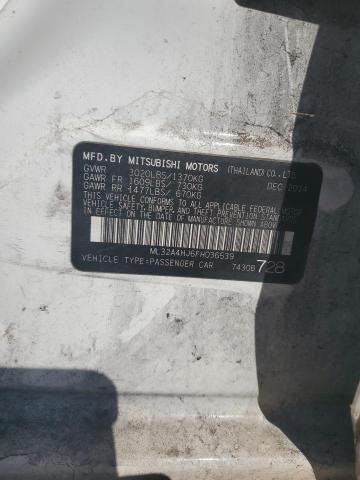 MFD.BY MITSUBISHI MOTORS (THAILAND) CO., LTD.
GVWR 3020LBS/1370KG DEC 2014
GAWR FR 1609LBS/ 730KG
GAWR RR 1477LBS/ 670KG
THIS VEHICLE CONFORMS TO ALL APPLICABLE FEDERAL MOTOR
VEHICLE SAFETY, BUMPER AND THEFT PREVENTION STANDARDS IN EFFECT ON THE
DATE OF MANUFACTURE SHOWN ABOVE.
ML32A4HJ6FH036539
VEHICLE TYPE:PASSENGER CAR 74308 728